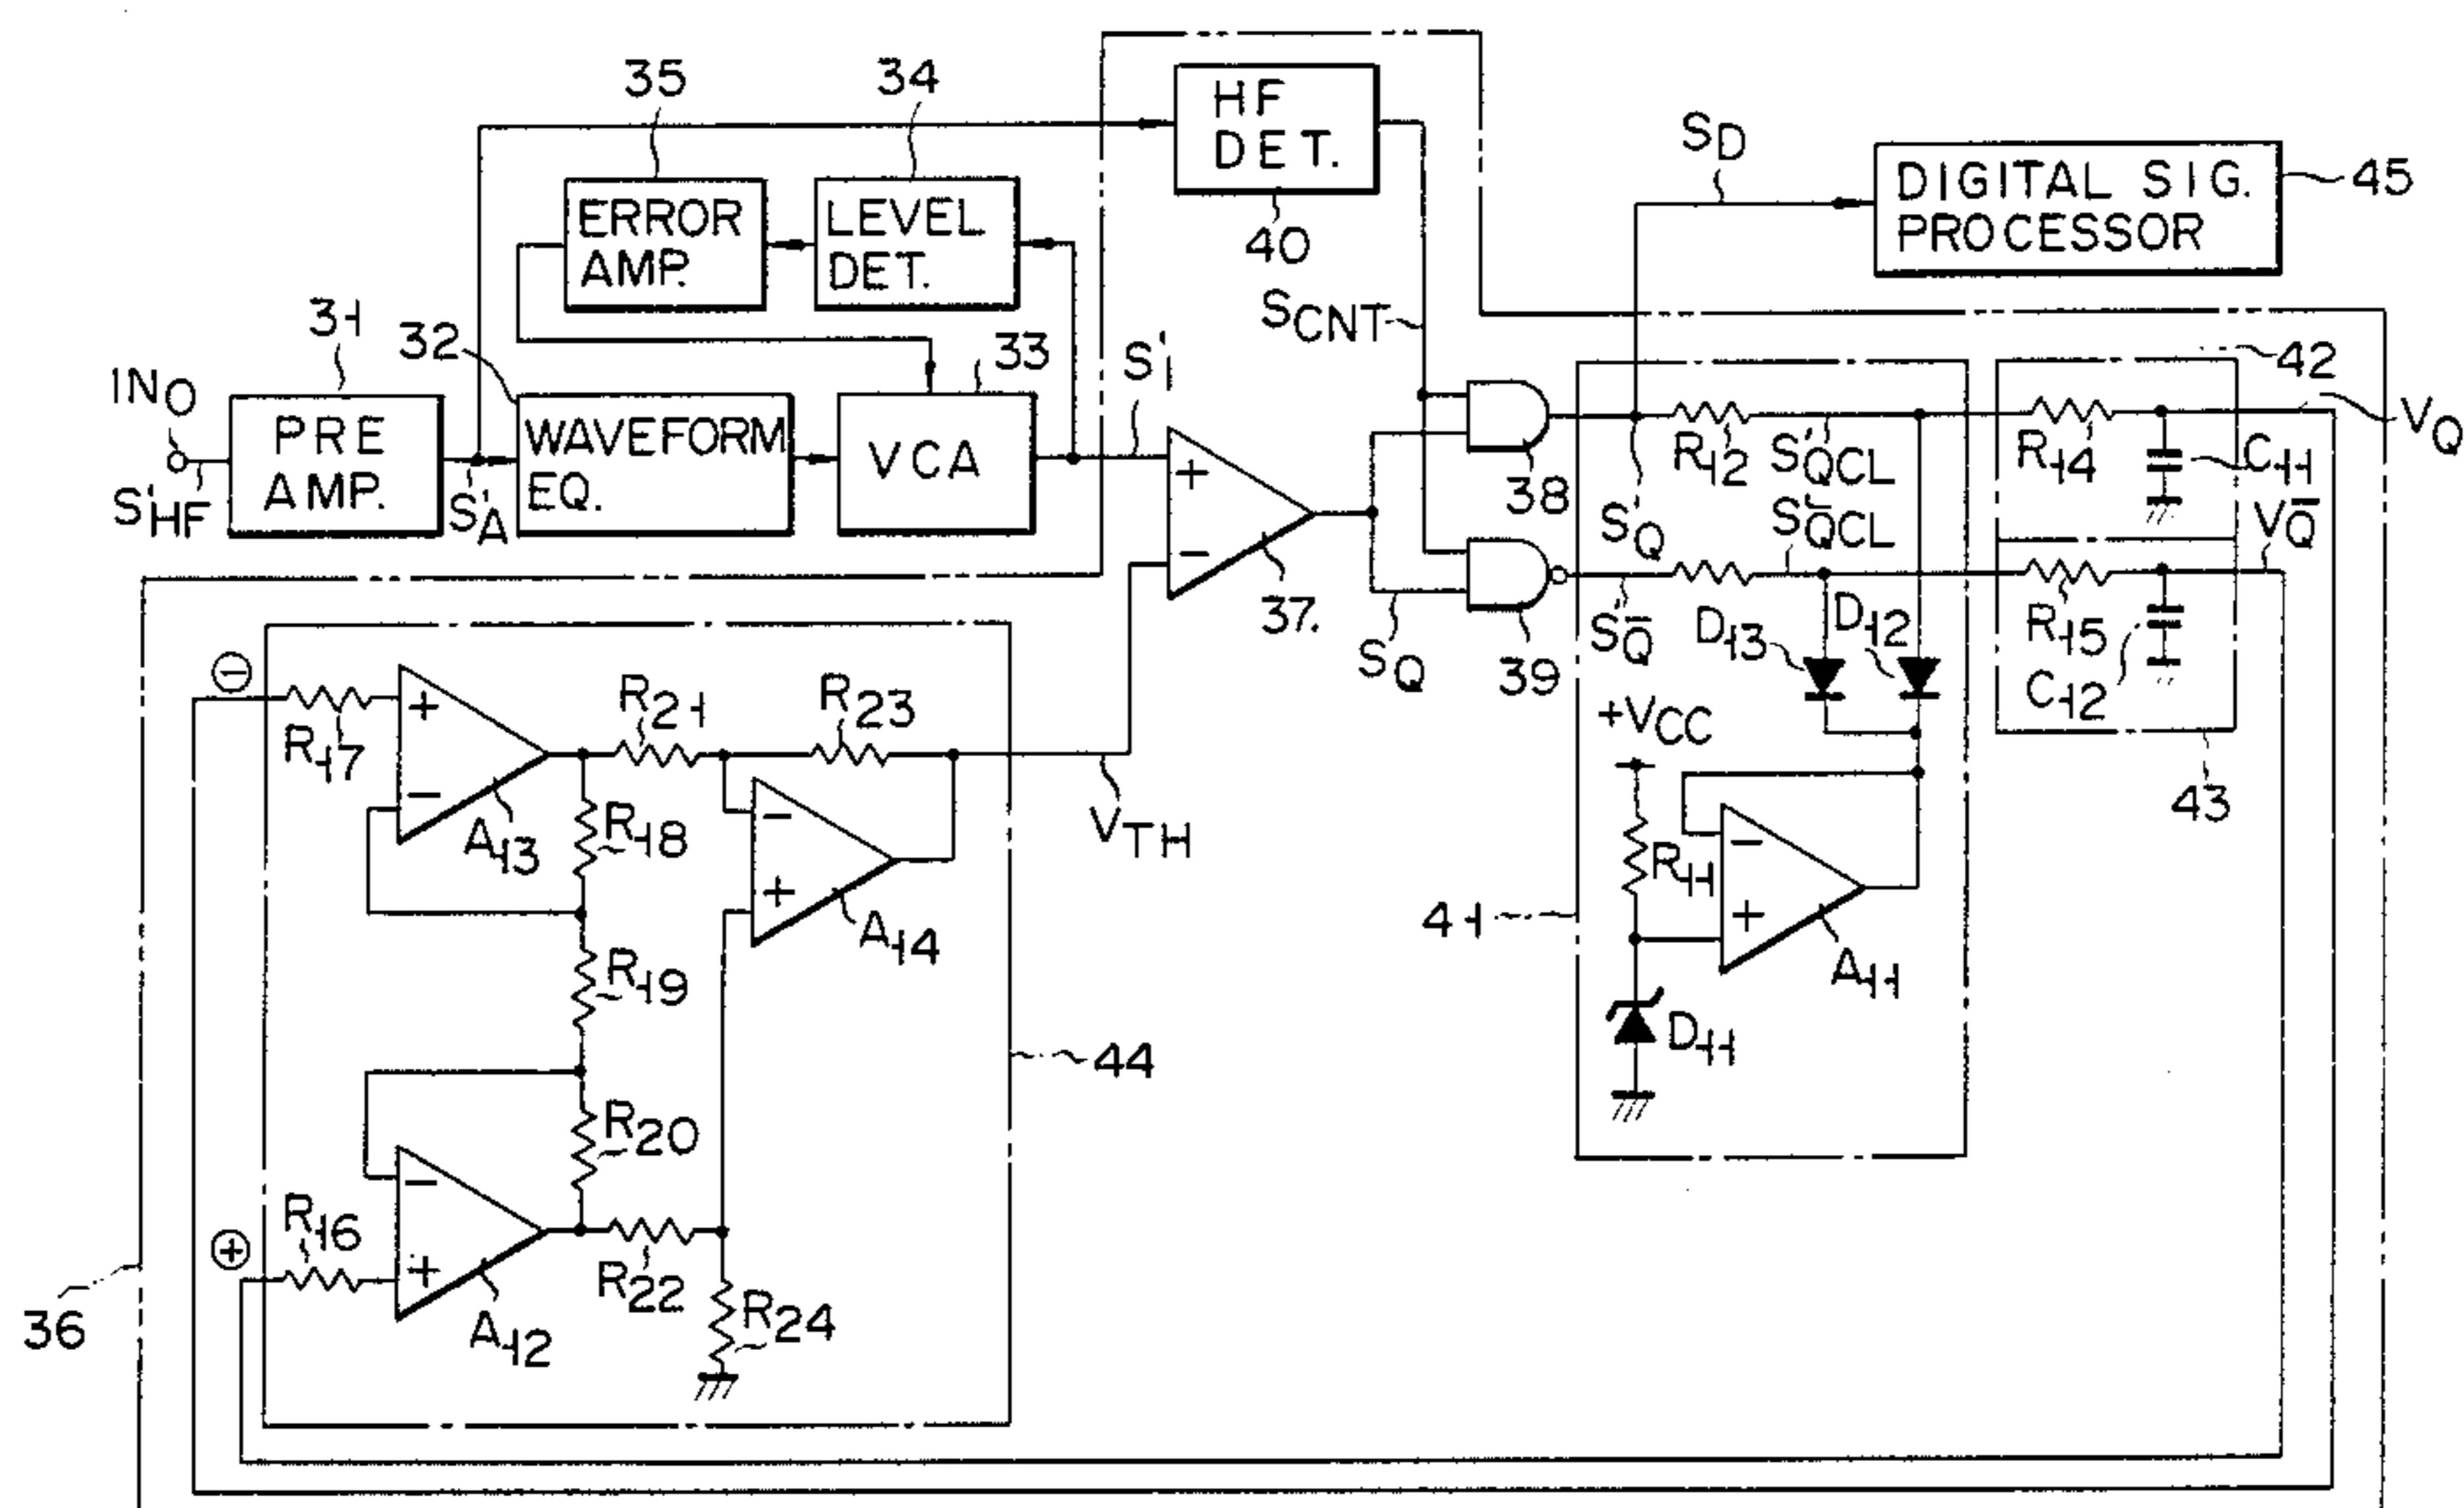 35
34
HF
DET.
40
SD
DIGITAL SIG.
PROCESSOR
45
ERROR
AMP.
LEVEL
DET.
SCNT
31
32
33
S'I
42
INO
PRE
AMP.
S'HF
S'A
WAVEFORM
EQ.
VCA
+
−
37.
38
39
SQ
S'Q
SQ̅
R12
S'QCL
SQ̅CL
R14
C11
VQ
VQ̅
R15
C12
43
D13
D12
+VCC
R11
−
+
A11
D11
41
⊖
R17
+
−
A13
R21
R23
R18
−
+
A14
VTH
R19
44
R20
⊕
R16
−
+
A12
R22
R24
36